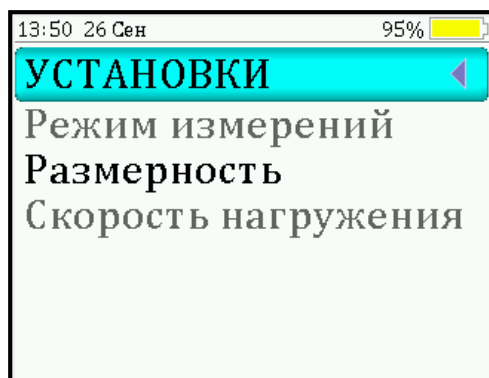 13:50 26 Сен 95%
УСТАНОВКИ
Режим измерений
Размерность
Скорость нагружения